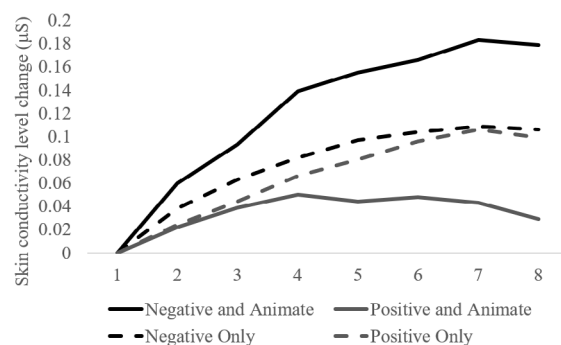 Skin conductivity level change (µS)
0.2
0.18
0.16
0.14
0.12
0.1
0.08
0.06
0.04
0.02
0
1 2 3 4 5 6 7 8
Negative and Animate Positive and Animate
Negative Only Positive Only